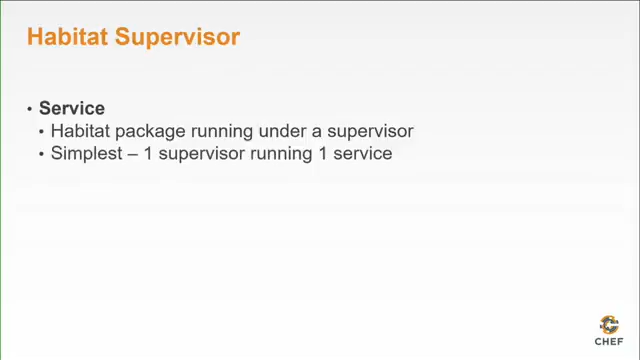 Habitat Supervisor
• Service
• Habitat package running under a supervisor
• Simplest – 1 supervisor running 1 service
CHEF